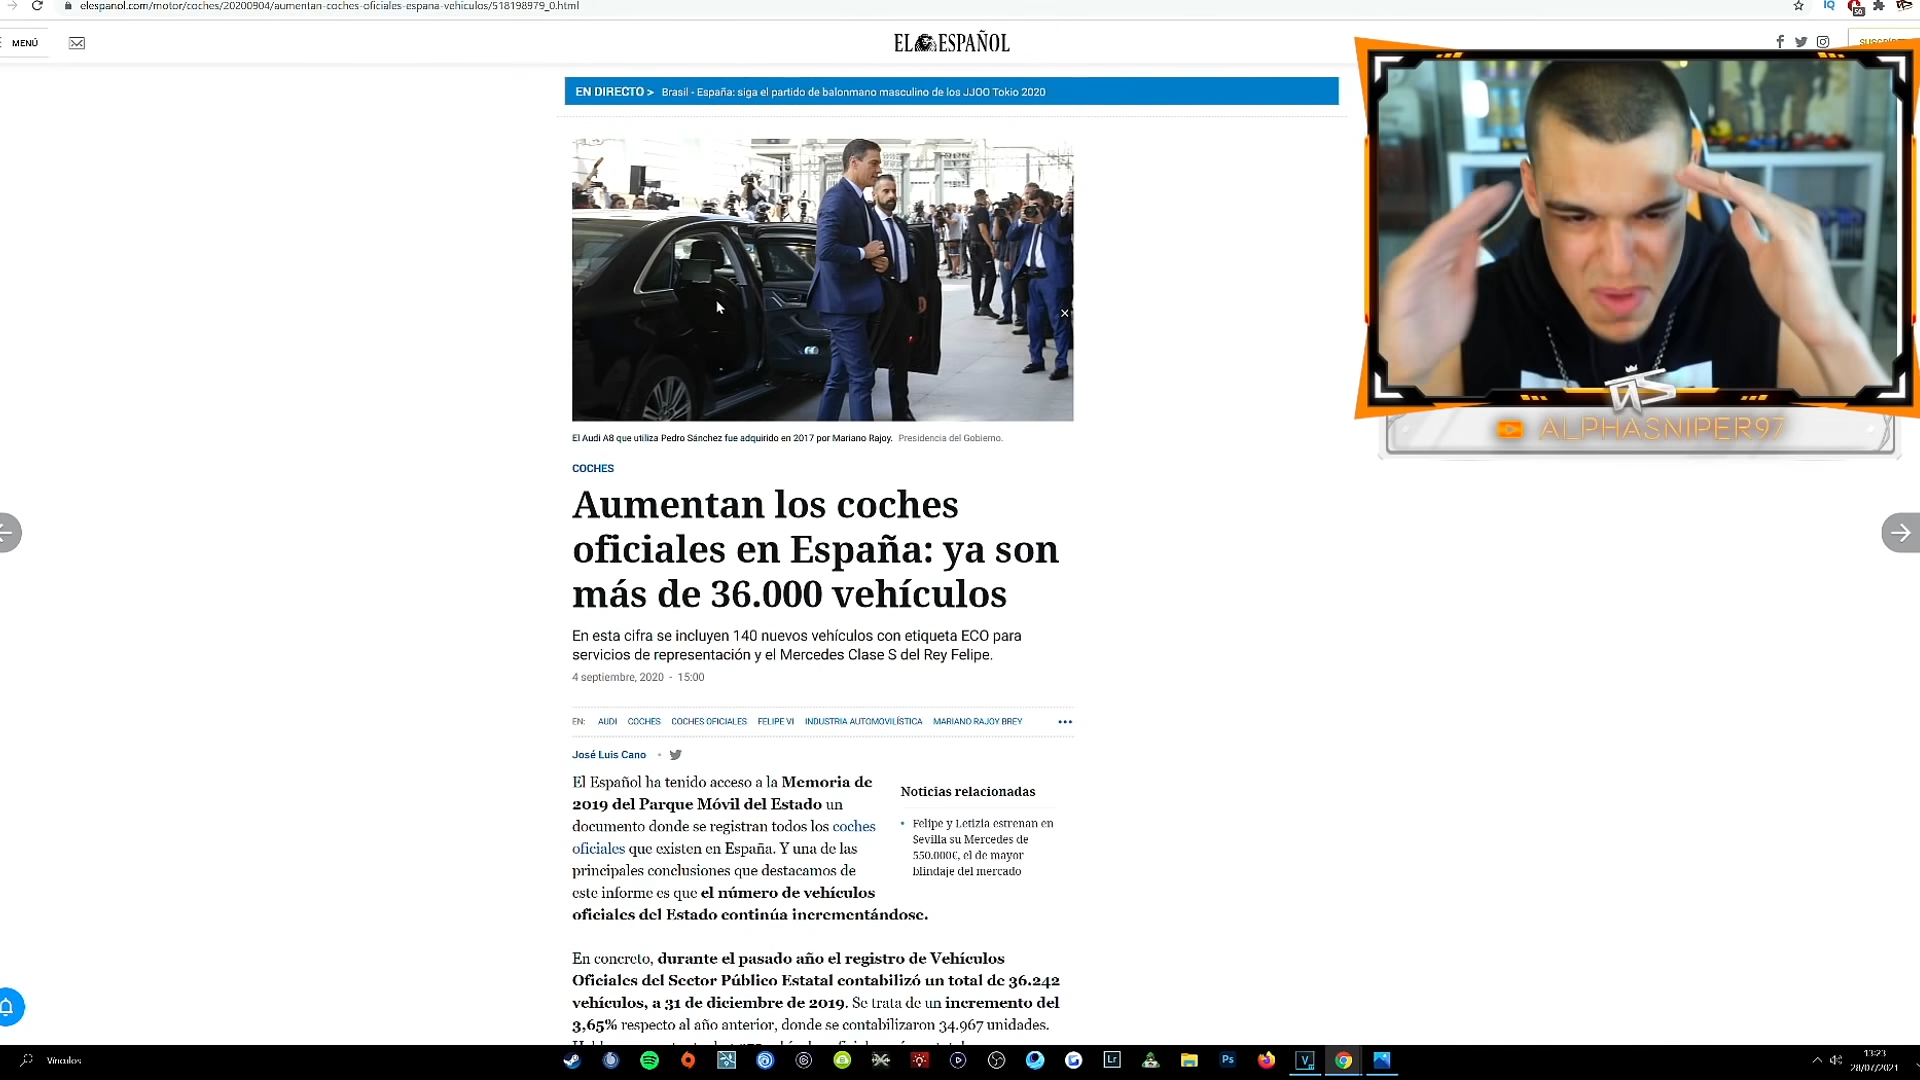 elespanol.com/motor/coches/20200904/aumentan-coches-oficiales-espana-vehiculos/518198979_0.html
MENÚ
EL ESPAÑOL
EN DIRECTO > Brasil - España: siga el partido de balonmano masculino de los JJOO Tokio 2020
El Audi A8 que utiliza Pedro Sánchez fue adquirido en 2017 por Mariano Rajoy. Presidencia del Gobierno.
COCHES
Aumentan los coches
oficiales en España: ya son
más de 36.000 vehículos
En esta cifra se incluyen 140 nuevos vehículos con etiqueta ECO para
servicios de representación y el Mercedes Clase S del Rey Felipe.
4 septiembre, 2020 - 15:00
EN: AUDI COCHES COCHES OFICIALES FELIPE VI INDUSTRIA AUTOMOVILÍSTICA MARIANO RAJOY BREY
José Luis Cano
El Español ha tenido acceso a la Memoria de
2019 del Parque Móvil del Estado un
documento donde se registran todos los coches
oficiales que existen en España. Y una de las
principales conclusiones que destacamos de
este informe es que el número de vehículos
oficiales del Estado continúa incrementándose.
Noticias relacionadas
• Felipe y Letizia estrenan en
Sevilla su Mercedes de
550.000€, el de mayor
blindaje del mercado
En concreto, durante el pasado año el registro de Vehículos
Oficiales del Sector Público Estatal contabilizó un total de 36.242
vehículos, a 31 de diciembre de 2019. Se trata de un incremento del
3,65% respecto al año anterior, donde se contabilizaron 34.967 unidades.
ALPHASNIPER97
Vínculos
Lr
Ps
13:23
28/07/2021